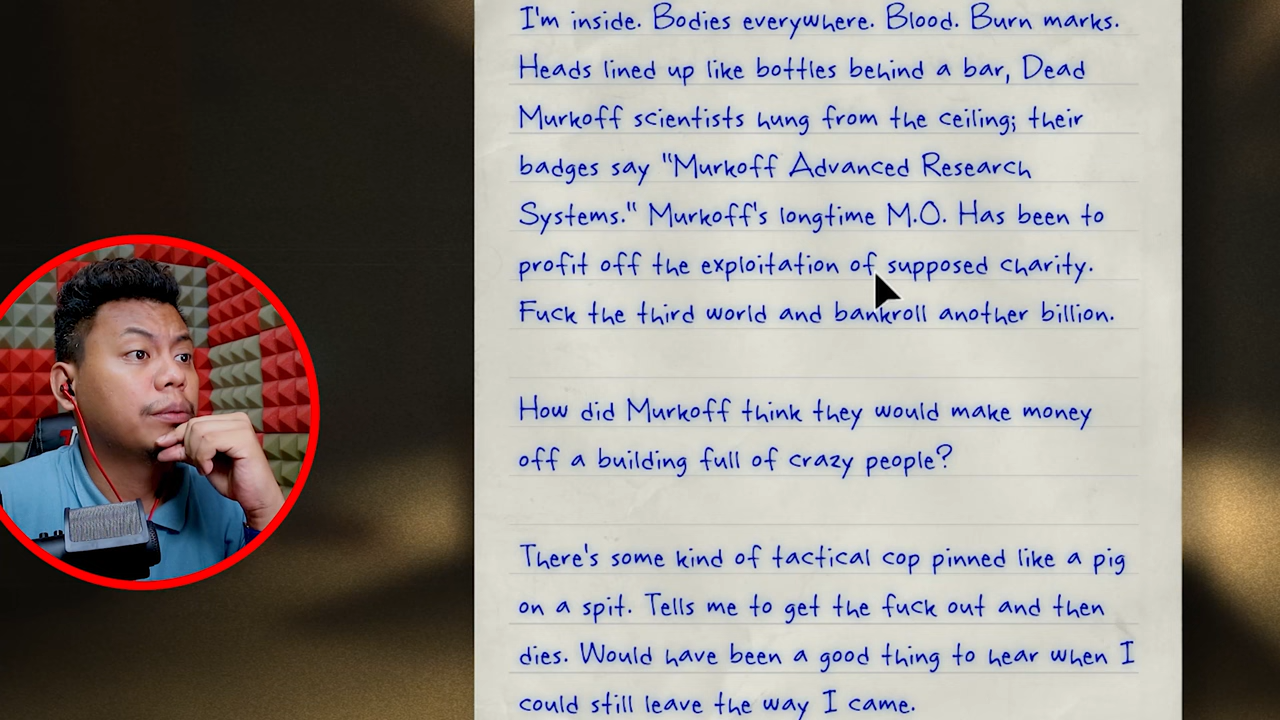 I'm inside. Bodies everywhere. Blood. Burn marks.
Heads lined up like bottles behind a bar, Dead
Murkoff scientists hung from the ceiling; their
badges say "Murkoff Advanced Research
Systems." Murkoff's longtime M.O. Has been to
profit off the exploitation of supposed charity.
Fuck the third world and bankroll another billion.
How did Murkoff think they would make money
off a building full of crazy people?
There's some kind of tactical cop pinned like a pig
on a spit. Tells me to get the fuck out and then
dies. Would have been a good thing to hear when I
could still leave the way I came.